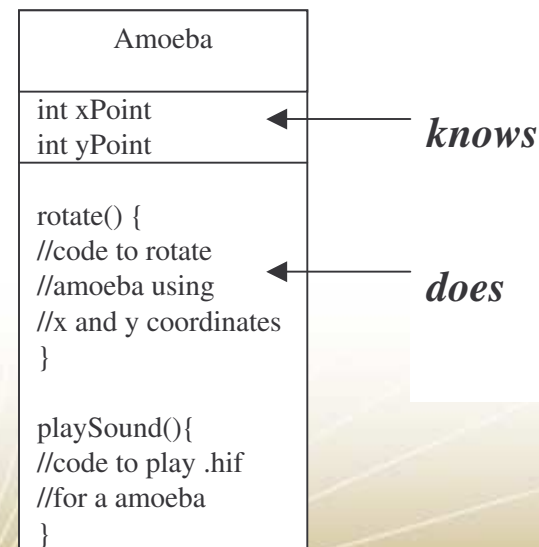 Amoeba
int xPoint
int yPoint
knows
rotate() {
//code to rotate
//amoeba using
//x and y coordinates
}
does
playSound(){
//code to play .hif
//for a amoeba
}